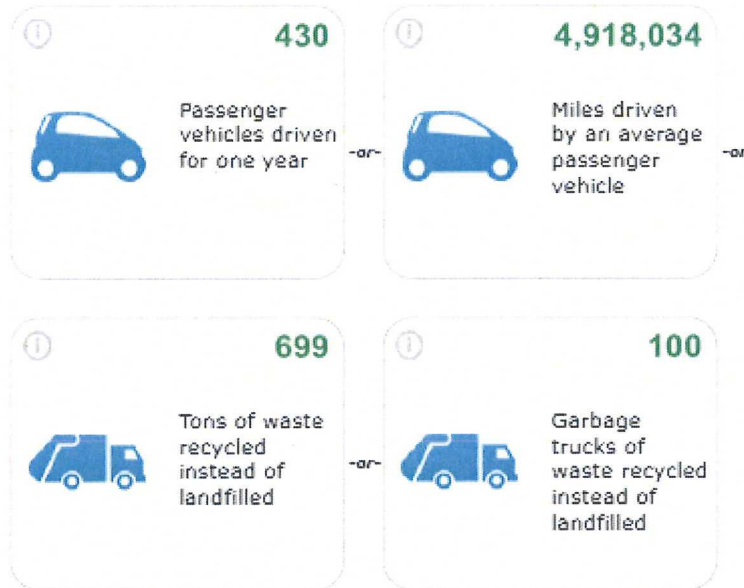 430
Passenger
vehicles driven
for one year
-or-
4,918,034
Miles driven
by an average
passenger
vehicle
-or
699
Tons of waste
recycled
instead of
landfilled
-or-
100
Garbage
trucks of
waste recycled
instead of
landfilled